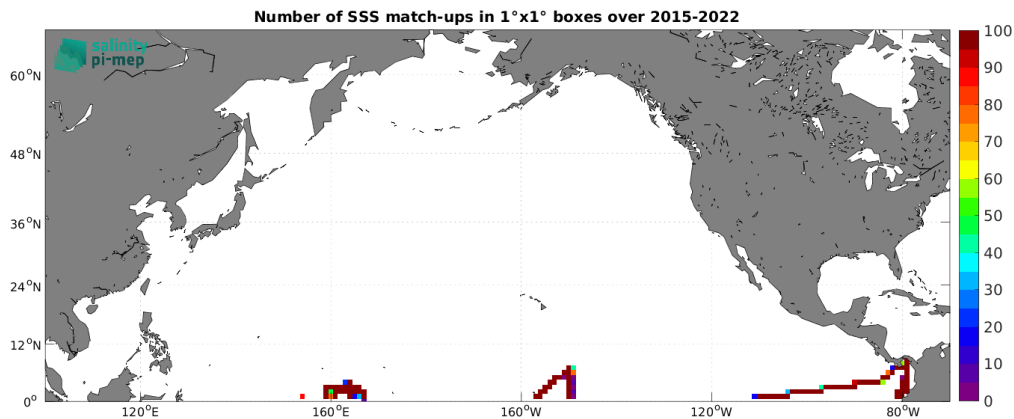 Number of SSS match-ups in 1°x1° boxes over 2015-2022
salinity
pi-mep
60°N
48°N
36°N
24°N
12°N
0°
120°E
160°E
160°W
120°W
80°W
100
90
80
70
60
50
40
30
20
10
0